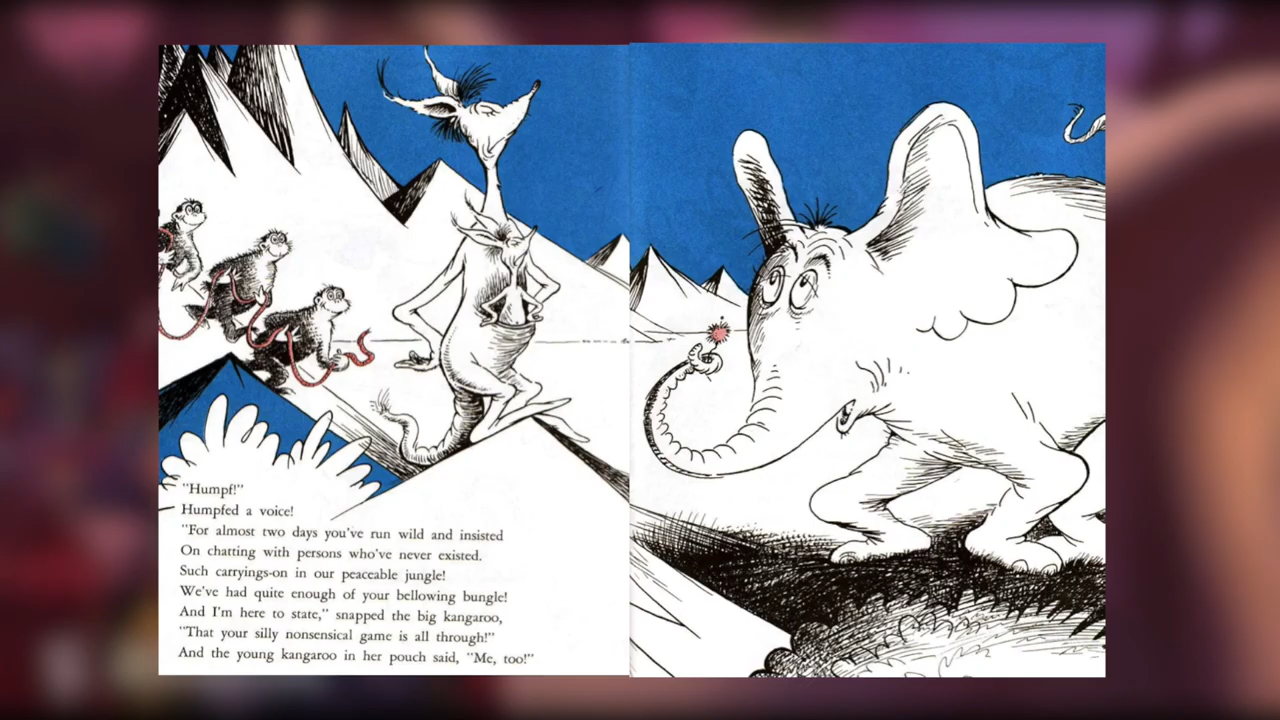 "Humpf!"
Humpfed a voice!
"For almost two days you've run wild and insisted
On chatting with persons who've never existed.
Such carryings-on in our peaceable jungle!
We've had quite enough of your bellowing bungle!
And I'm here to state," snapped the big kangaroo,
"That your silly nonsensical game is all through!"
And the young kangaroo in her pouch said, "Me, too!"